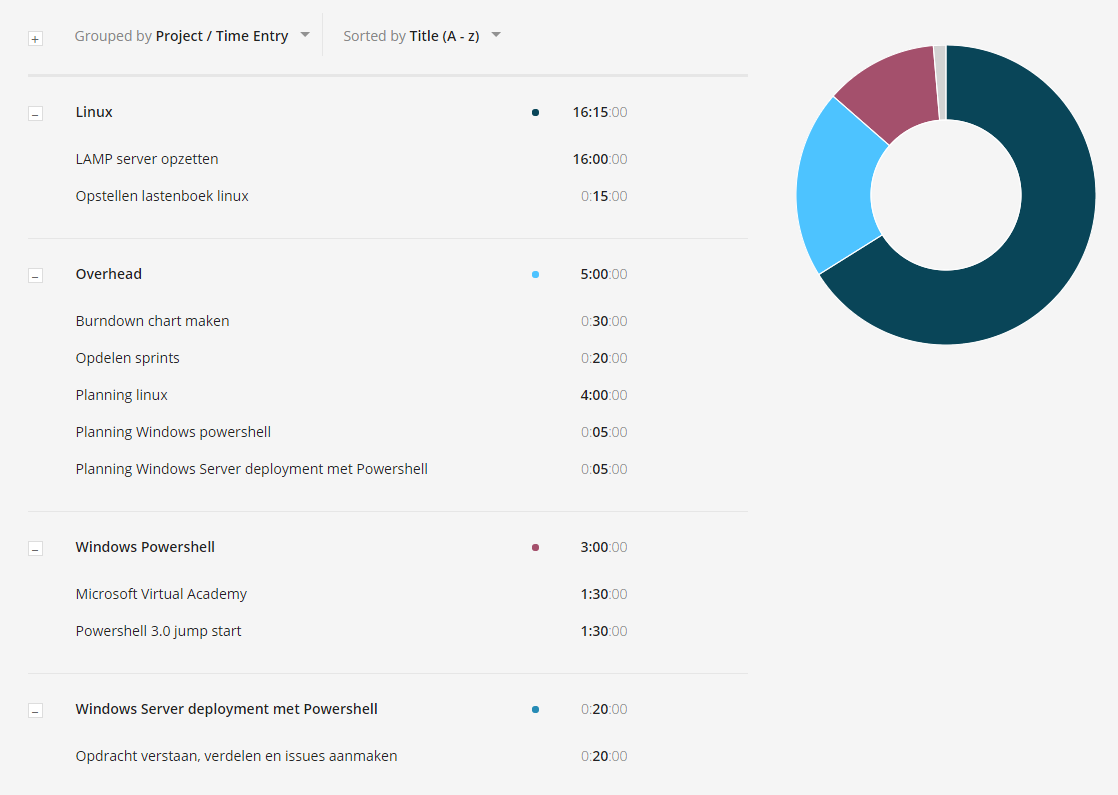 Grouped by Project / Time Entry Sorted by Title (A - z)
Linux 16:15:00
LAMP server opzetten 16:00:00
Opstellen lastenboek linux 0:15:00
Overhead 5:00:00
Burndown chart maken 0:30:00
Opdelen sprints 0:20:00
Planning linux 4:00:00
Planning Windows powershell 0:05:00
Planning Windows Server deployment met Powershell 0:05:00
Windows Powershell 3:00:00
Microsoft Virtual Academy 1:30:00
Powershell 3.0 jump start 1:30:00
Windows Server deployment met Powershell 0:20:00
Opdracht verstaan, verdelen en issues aanmaken 0:20:00